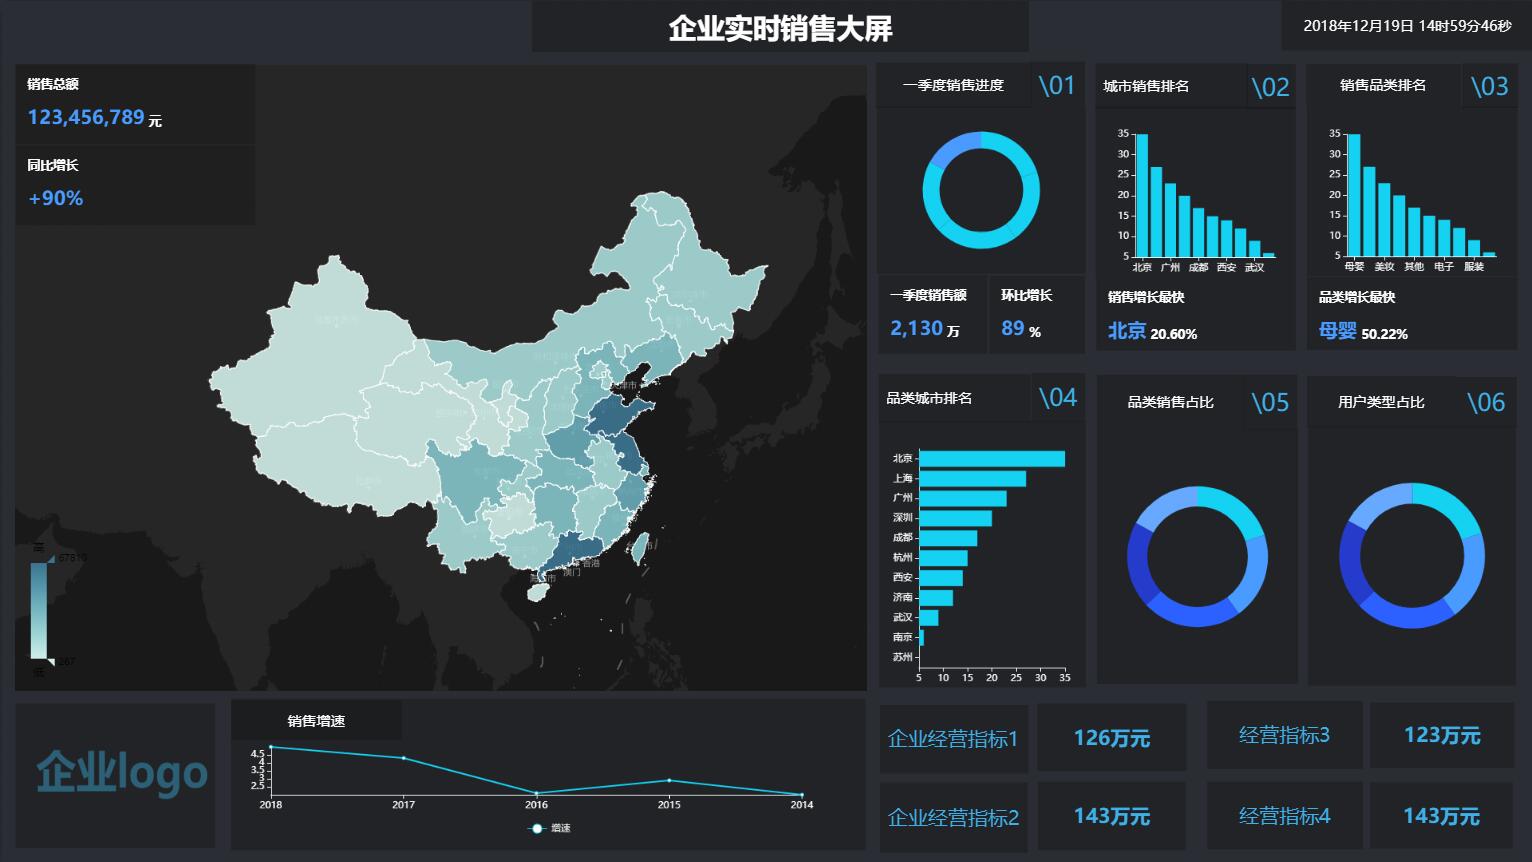 企业实时销售大屏
2018年12月19日 14时59分46秒
销售总额
123,456,789 元
同比增长
+90%
高
67819
267
低
天津市
海口市
香港
澳门
一季度销售进度
\01
一季度销售额
2,130 万
环比增长
89 %
城市销售排名
\02
35
30
25
20
15
10
5
北京 广州 成都 西安 武汉
销售增长最快
北京 20.60%
销售品类排名
\03
35
30
25
20
15
10
5
母婴 美妆 其他 电子 服装
品类增长最快
母婴 50.22%
品类城市排名
\04
北京
上海
广州
深圳
成都
杭州
西安
济南
武汉
南京
苏州
5 10 15 20 25 30 35
品类销售占比
\05
用户类型占比
\06
企业logo
销售增速
4.5
4
3.5
3
2.5
2018 2017 2016 2015 2014
增速
企业经营指标1
126万元
经营指标3
123万元
企业经营指标2
143万元
经营指标4
143万元